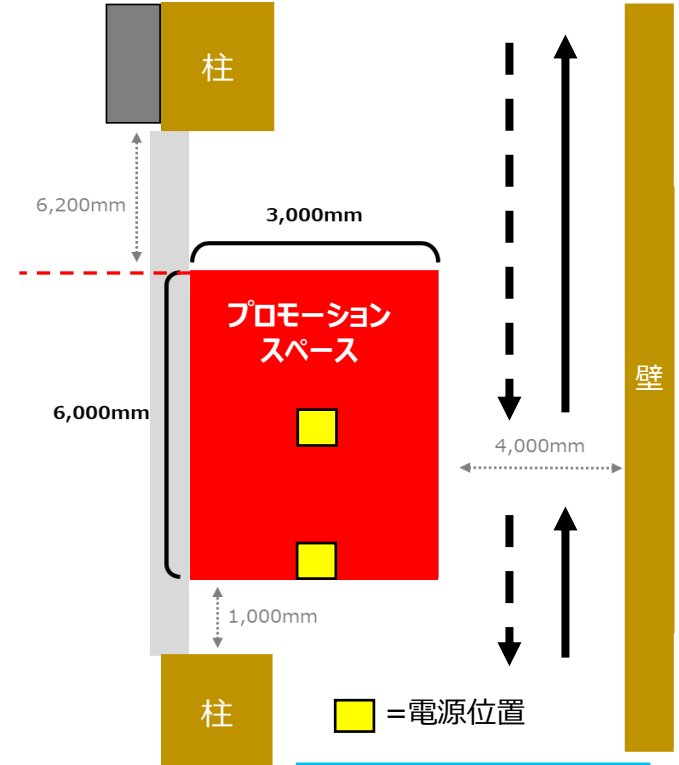 柱
6,200mm
3,000mm
プロモーション
スペース
壁
6,000mm
4,000mm
1,000mm
柱
=電源位置